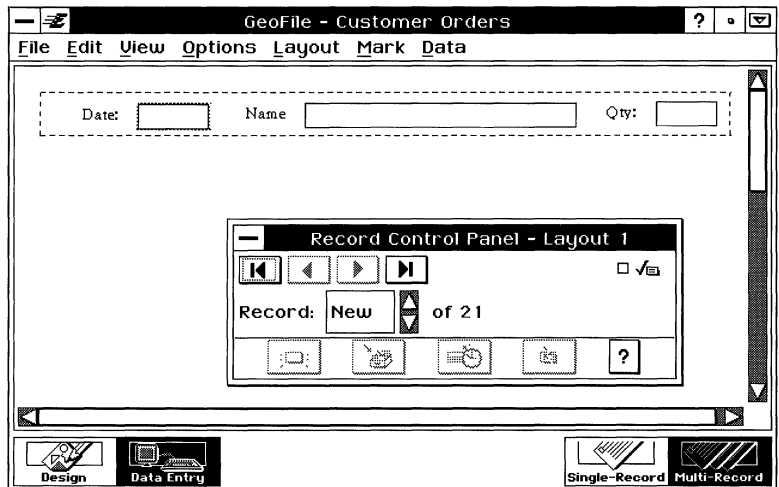 GeoFile - Customer Orders ?
File Edit View Options Layout Mark Data
Date: Name Qty:
Record Control Panel - Layout 1
Record: New of 21
?
Design Data Entry Single-Record Multi-Record